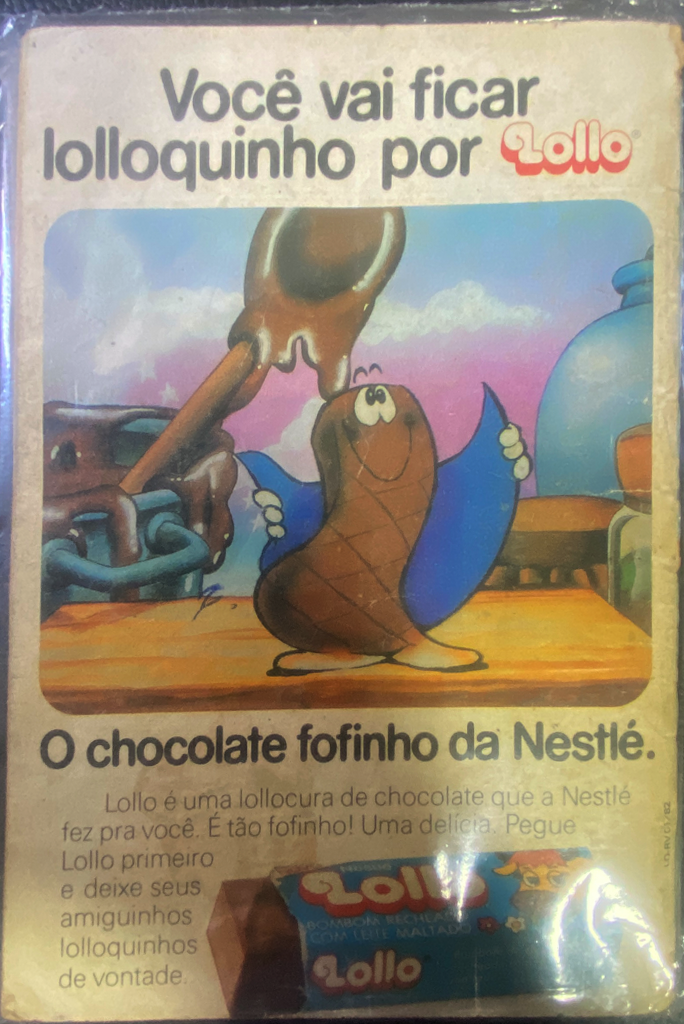 Você vai ficar
lolloquinho por Lollo®
O chocolate fofinho da Nestlé.
Lollo é uma lollocura de chocolate que a Nestlé
fez pra você. É tão fofinho! Uma delícia. Pegue
Lollo primeiro
e deixe seus
amiguinhos
lolloquinhos
de vontade.
Lollo
BOMBOM RECHEADO
COM LEITE MALTADO
Lollo